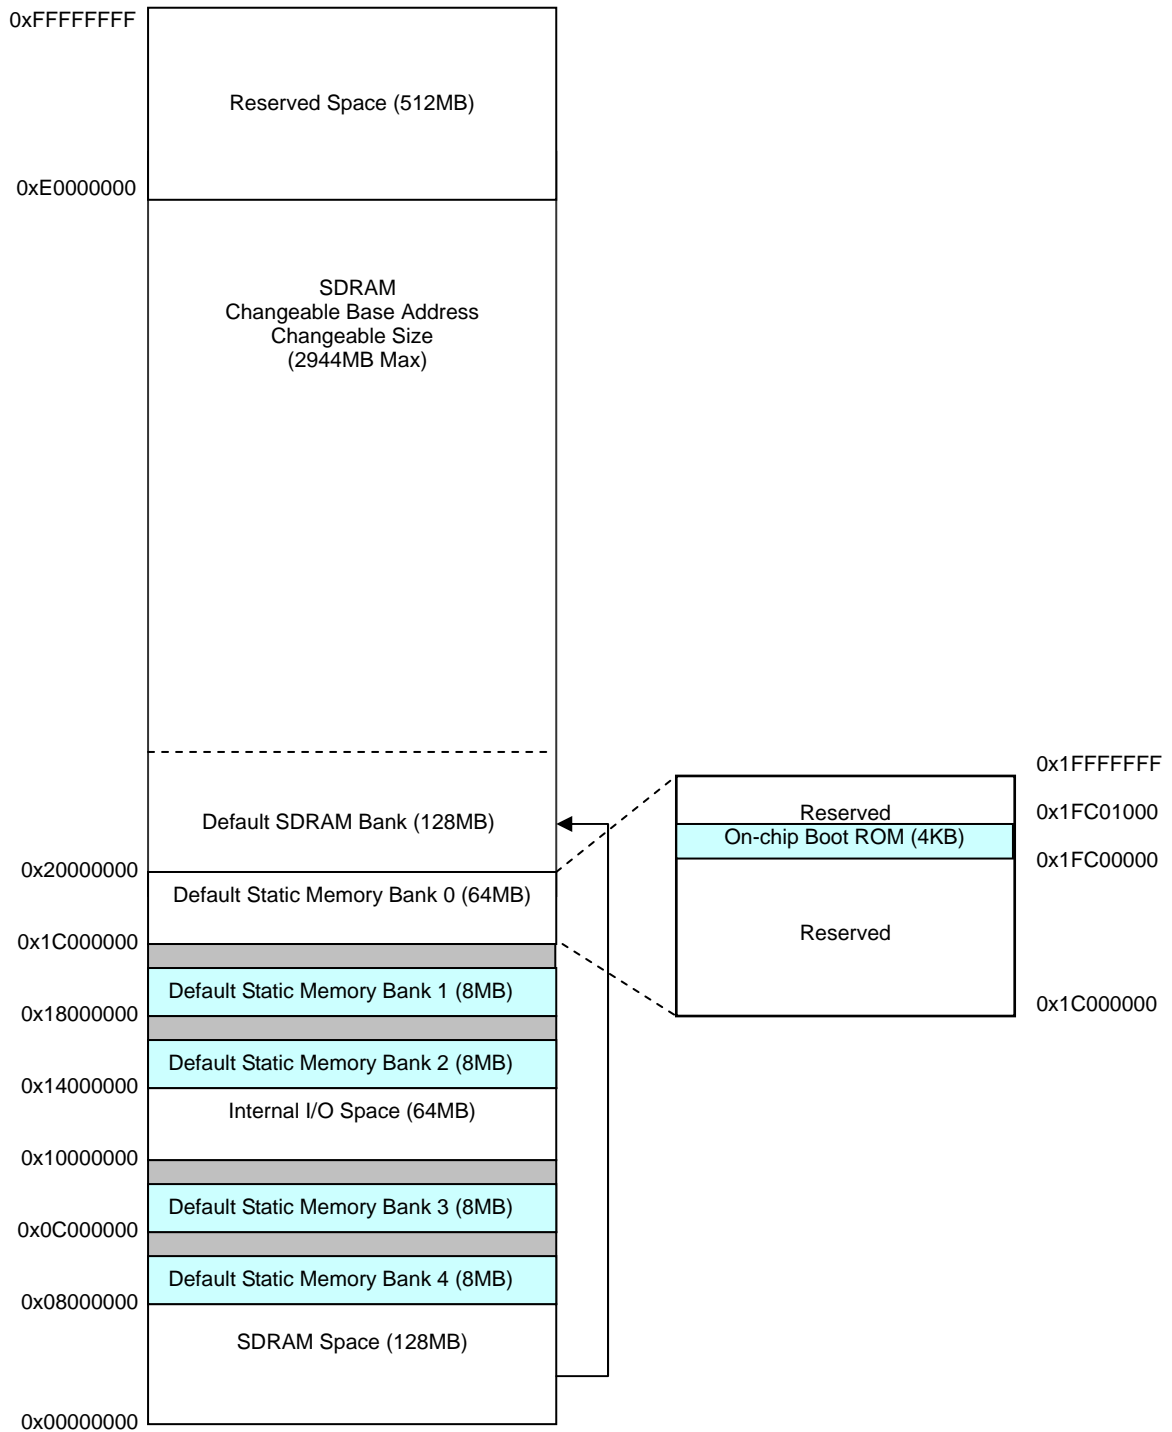 0xFFFFFFFF
Reserved Space (512MB)
0xE0000000
SDRAM
Changeable Base Address
Changeable Size
(2944MB Max)
Default SDRAM Bank (128MB)
0x20000000
Default Static Memory Bank 0 (64MB)
0x1C000000
Default Static Memory Bank 1 (8MB)
0x18000000
Default Static Memory Bank 2 (8MB)
0x14000000
Internal I/O Space (64MB)
0x10000000
Default Static Memory Bank 3 (8MB)
0x0C000000
Default Static Memory Bank 4 (8MB)
0x08000000
SDRAM Space (128MB)
0x00000000
0x1FFFFFFF
Reserved
0x1FC01000
On-chip Boot ROM (4KB)
0x1FC00000
Reserved
0x1C000000